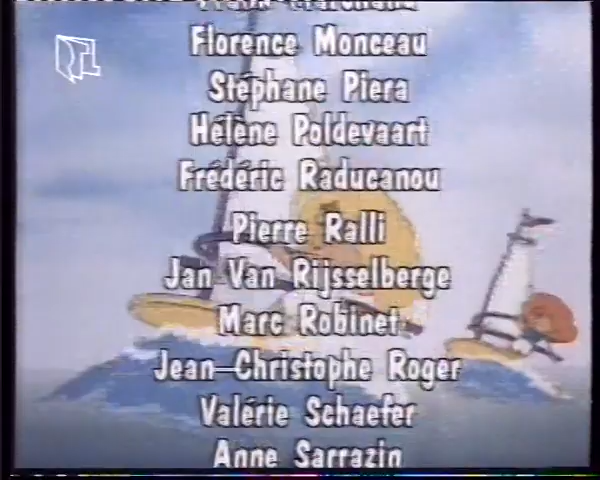 Florence Monceau
Stéphane Piera
Hélène Poldevaart
Frédéric Raducanou
Pierre Ralli
Jan Van Rijsselberge
Marc Robinet
Jean-Christophe Roger
Valérie Schaefer
Anne Sarrazin